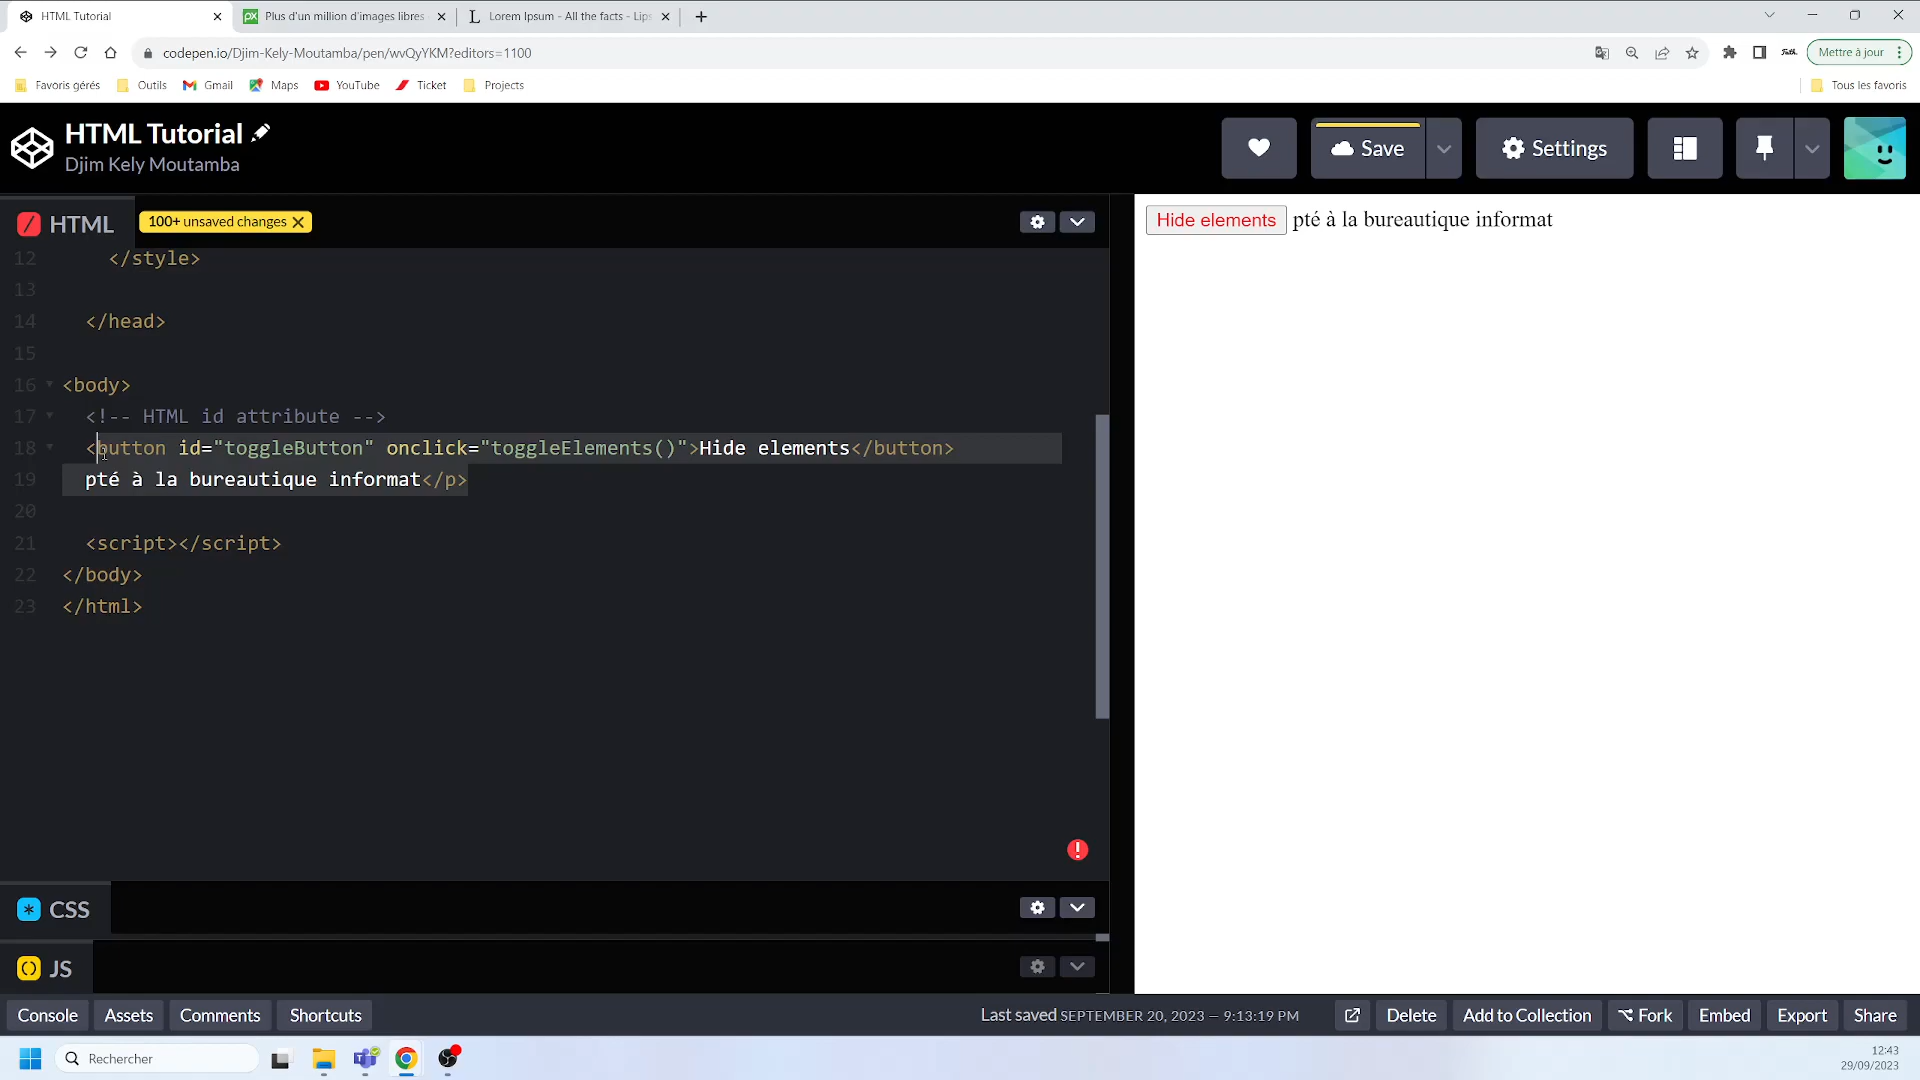 HTML Tutorial
Plus d'un million d'images libres
Lorem Ipsum - All the facts - Lip
codepen.io/Djim-Kely-Moutamba/pen/wvQyYKM?editors=1100
Mettre à jour
Favoris gérés
Outils
Gmail
Maps
YouTube
Ticket
Projects
Tous les favoris
HTML Tutorial
Djim Kely Moutamba
Save
Settings
HTML
100+ unsaved changes
Hide elements pté à la bureautique informat
12 </style>
13
14 </head>
15
16 <body>
17 <!-- HTML id attribute -->
18 <button id="toggleButton" onclick="toggleElements()">Hide elements</button>
19 pté à la bureautique informat</p>
20
21 <script></script>
22 </body>
23 </html>
CSS
JS
Console
Assets
Comments
Shortcuts
Last saved SEPTEMBER 20, 2023 — 9:13:19 PM
Delete
Add to Collection
Fork
Embed
Export
Share
Rechercher
12:43
29/09/2023